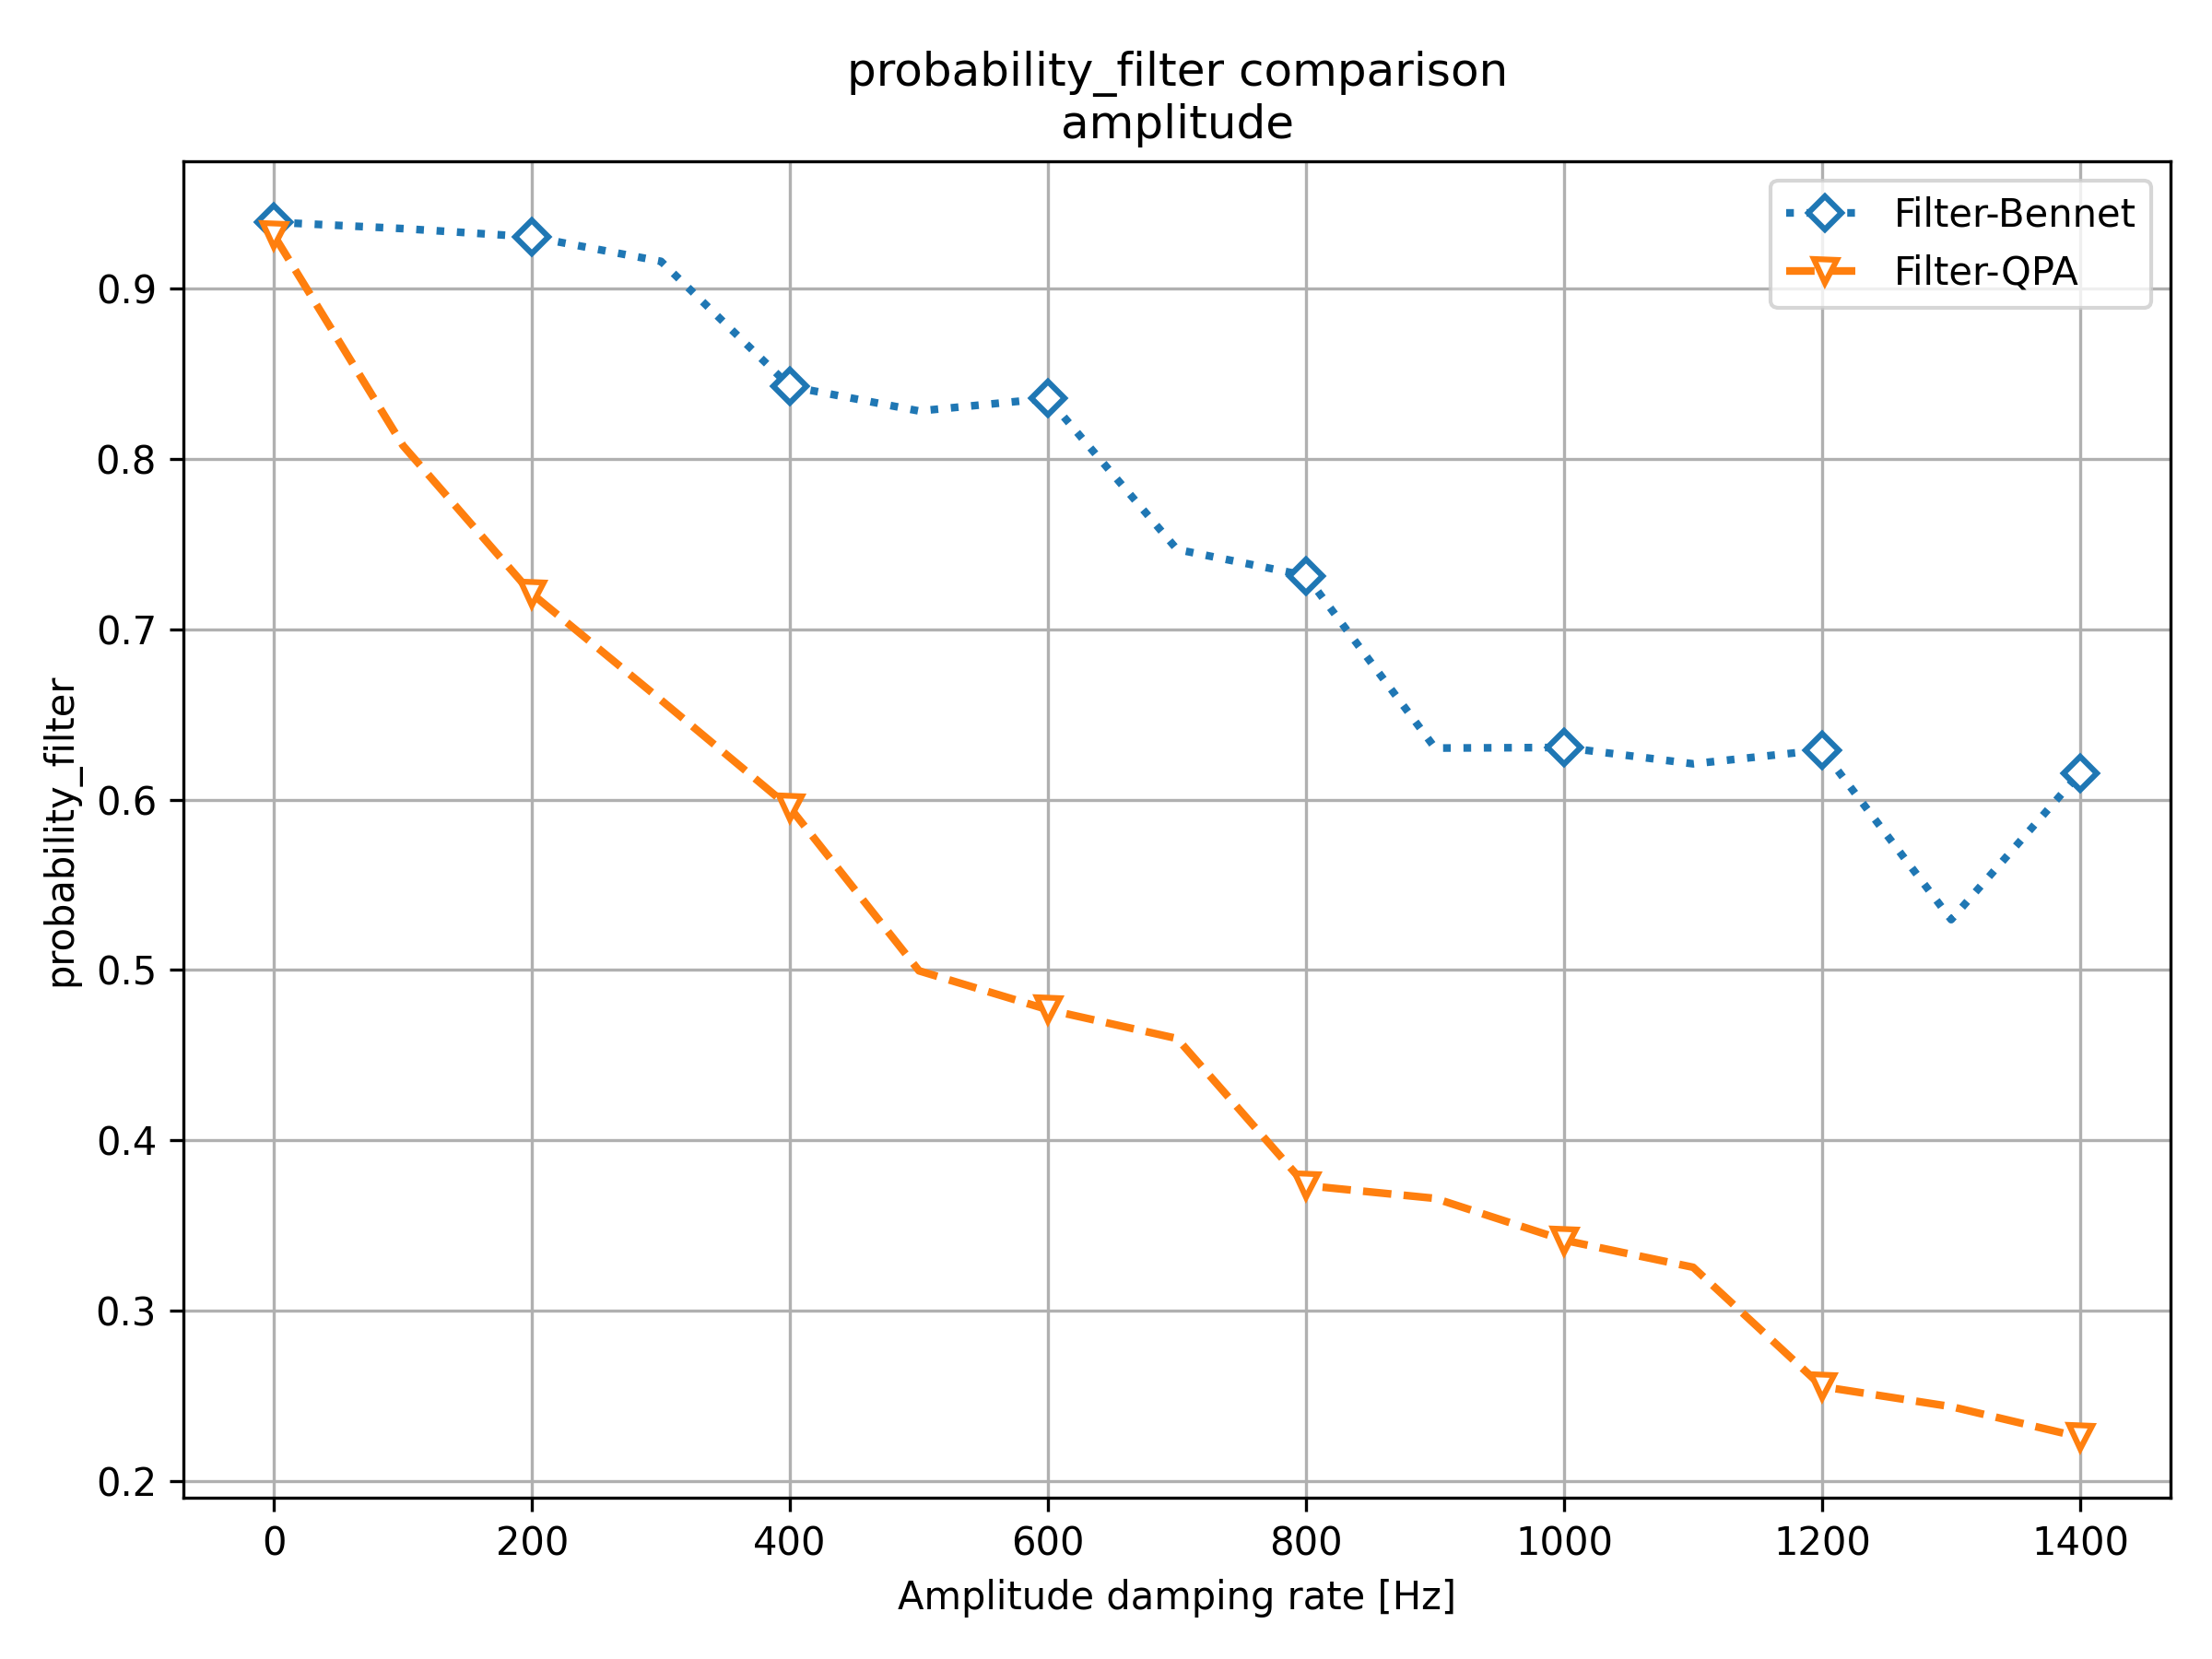 probability_filter comparison
amplitude
Filter-Bennet
Filter-QPA
probability_filter
0.9
0.8
0.7
0.6
0.5
0.4
0.3
0.2
0 200 400 600 800 1000 1200 1400
Amplitude damping rate [Hz]